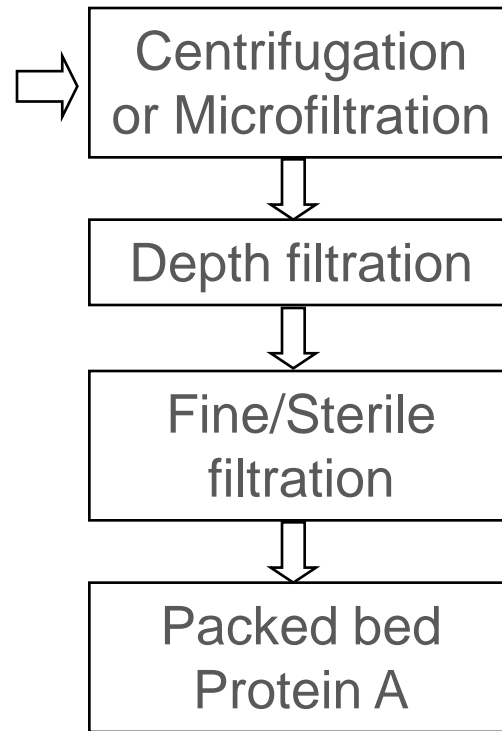 Centrifugation
or Microfiltration
Depth filtration
Fine/Sterile
filtration
Packed bed
Protein A